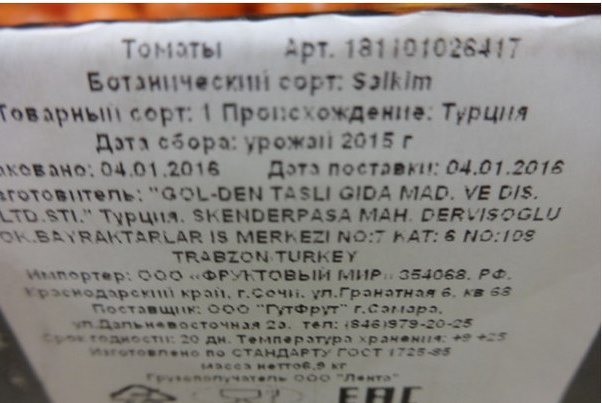 Томаты Арт. 181101026417
Ботанический сорт: Salkim
Товарный сорт: 1 Происхождение: Турция
Дата сбора: урожай 2015 г
аковано: 04.01.2016 Дата поставки: 04.01.2016
зготовитель: "GOL-DEN TASLI GIDA MAD. VE DIS.
LTD.STI." Турция. SKENDERPASA MAH. DERVISOGLU
OK.BAYRAKTARLAR IS MERKEZI NO:7 KAT: 6 NO:108
TRABZON-TURKEY
Импортер: ООО «ФРУКТОВЫЙ МИР» 354068, РФ,
Краснодарский край, г.Сочи, ул.Гранатная 6, кв 68
Поставщик: ООО "ГутФрут" г.Самара,
ул.Дальневосточная 2а, тел: (846)979-20-25
Срок годности: 20 дн. Температура хранения: +9 +25
Изготовлено по СТАНДАРТУ ГОСТ 1725-85
масса нетто6,9 кг
Грузополучатель ООО "Лента"
EAC